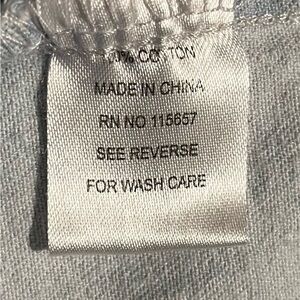 COTTON
MADE IN CHINA
RN NO 115657
SEE REVERSE
FOR WASH CARE